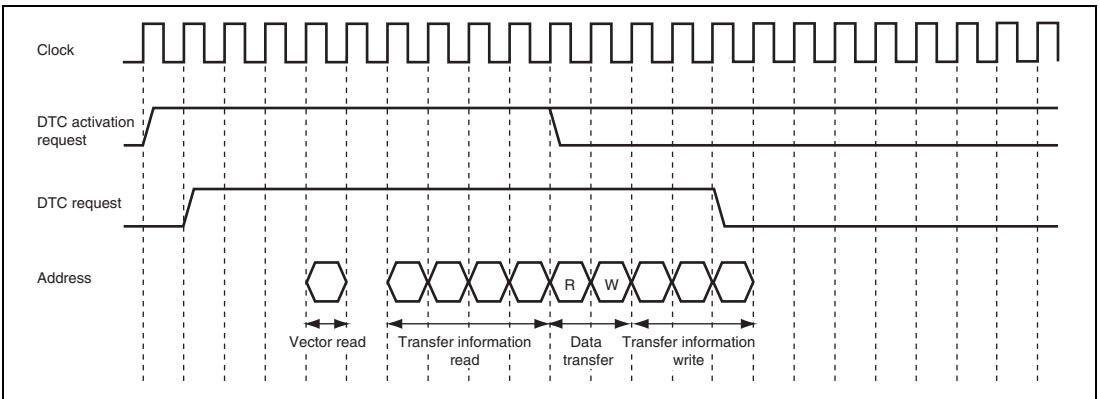 Clock
DTC activation
request
DTC request
Address
R W
Vector read
Transfer information
read
Data
transfer
Transfer information
write